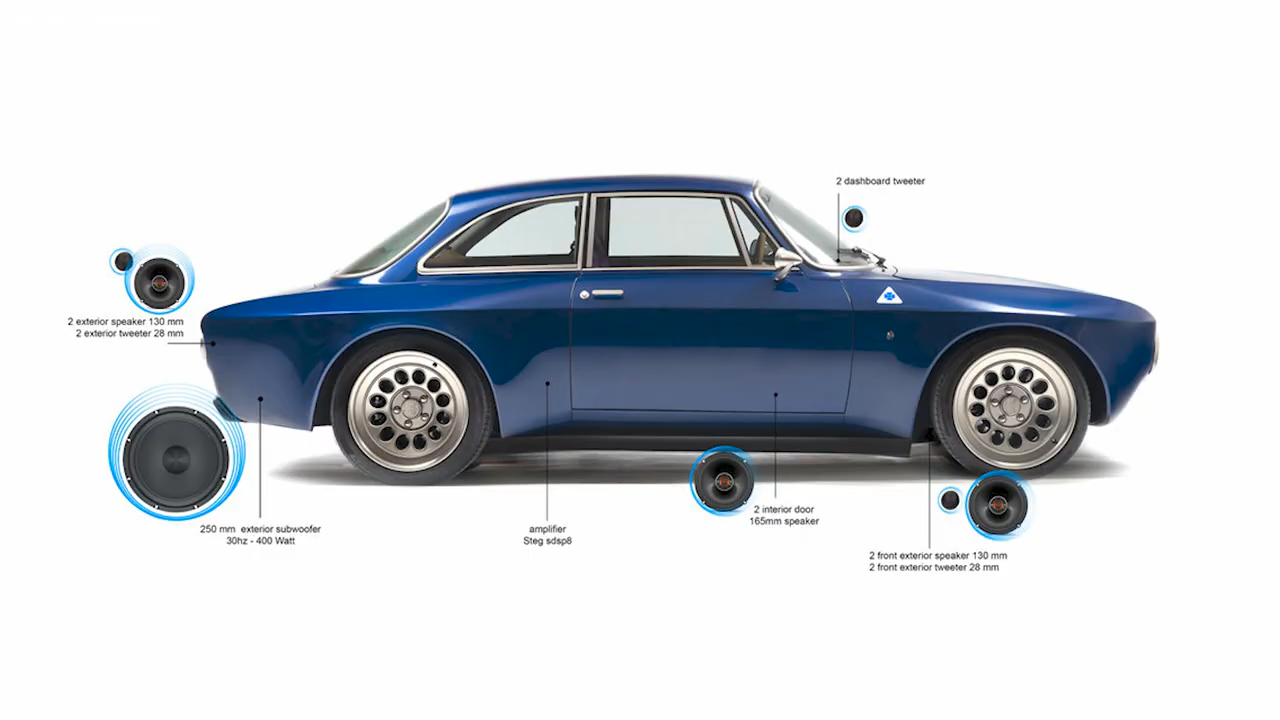 2 dashboard tweeter
2 exterior speaker 130 mm
2 exterior tweeter 28 mm
250 mm exterior subwoofer
30hz - 400 Watt
amplifier
Steg sdsp8
2 interior door
165mm speaker
2 front exterior speaker 130 mm
2 front exterior tweeter 28 mm